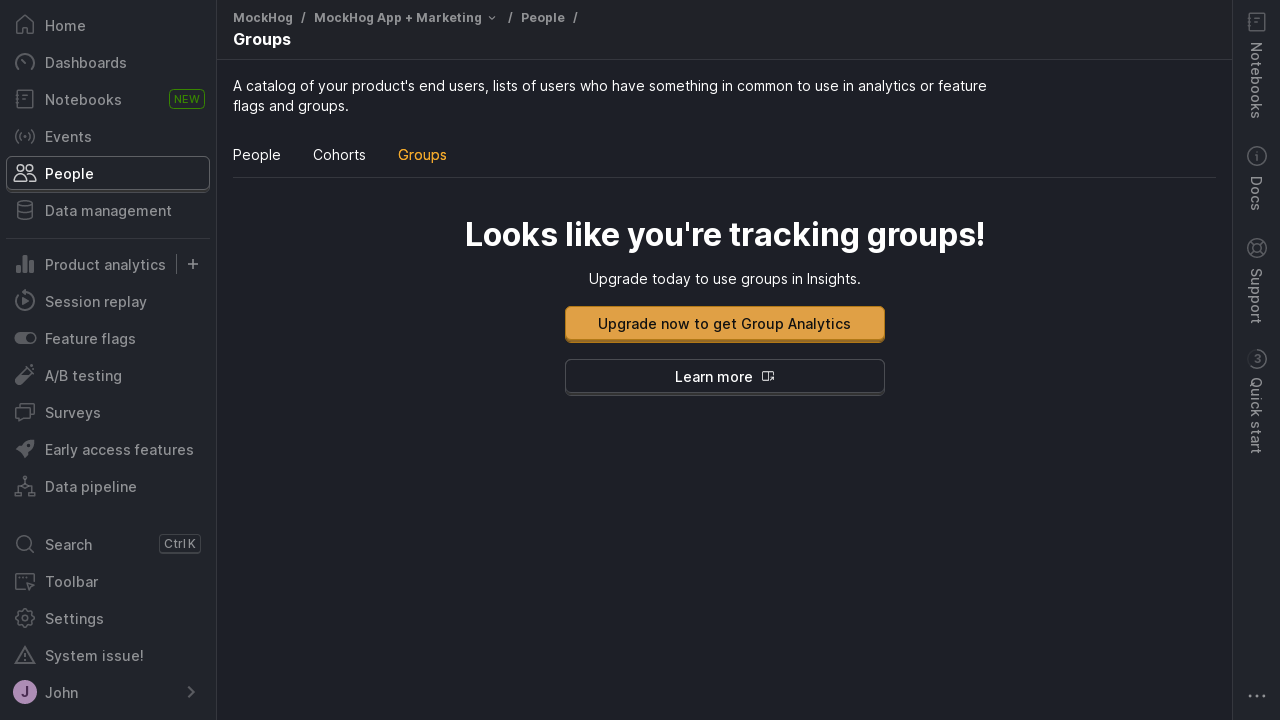 Home
Dashboards
Notebooks NEW
Events
People
Data management
Product analytics +
Session replay
Feature flags
A/B testing
Surveys
Early access features
Data pipeline
Search Ctrl K
Toolbar
Settings
System issue!
J John
MockHog / MockHog App + Marketing / People /
Groups
A catalog of your product's end users, lists of users who have something in common to use in analytics or feature
flags and groups.
People Cohorts Groups
Looks like you're tracking groups!
Upgrade today to use groups in Insights.
Upgrade now to get Group Analytics
Learn more
Notebooks
Docs
Support
3 Quick start